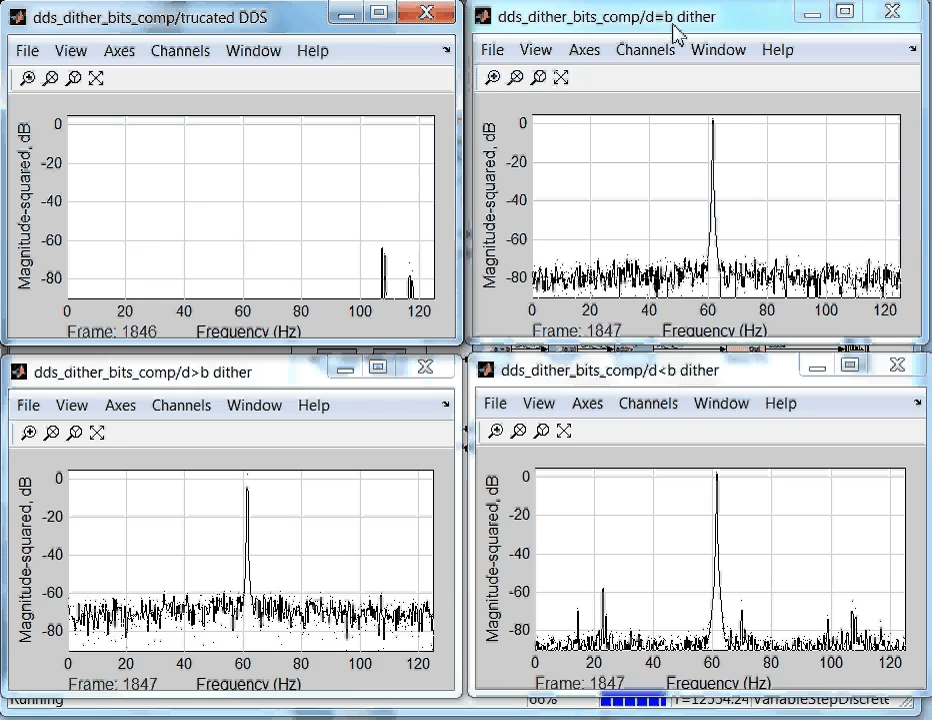 dds_dither_bits_comp/trucated DDS
File View Axes Channels Window Help
Magnitude-squared, dB
0
-20
-40
-60
-80
0 20 40 60 80 100 120
Frame: 1846 Frequency (Hz)
dds_dither_bits_comp/d=b dither
File View Axes Channels Window Help
Magnitude-squared, dB
0
-20
-40
-60
-80
0 20 40 60 80 100 120
Frame: 1847 Frequency (Hz)
dds_dither_bits_comp/d>b dither
File View Axes Channels Window Help
Magnitude-squared, dB
0
-20
-40
-60
-80
0 20 40 60 80 100 120
Frame: 1847 Frequency (Hz)
dds_dither_bits_comp/d<b dither
File View Axes Channels Window Help
Magnitude-squared, dB
0
-20
-40
-60
-80
0 20 40 60 80 100 120
Frame: 1847 Frequency (Hz)
Running 66% T=12554.24 VariableStepDiscrete